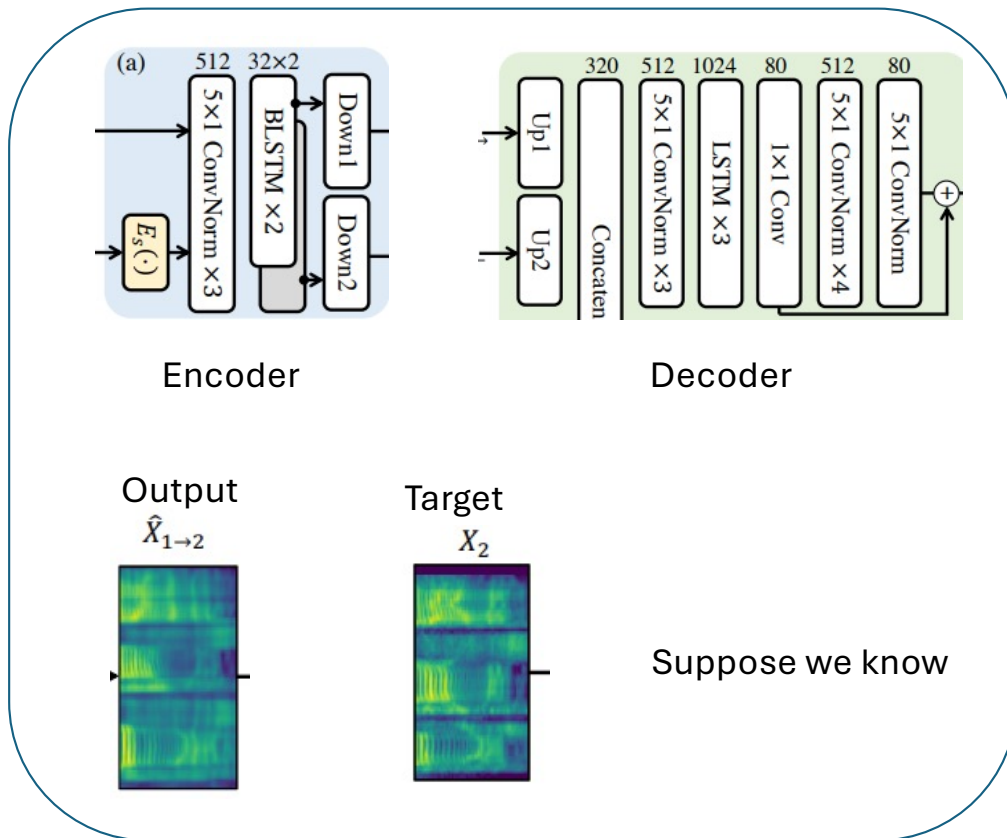 (a)
512
32×2
5×1 ConvNorm ×3
BLSTM ×2
Down1
Down2
E_s(·)
320
512
1024
80
512
80
Up1
Up2
Concaten
5×1 ConvNorm ×3
LSTM ×3
1×1 Conv
5×1 ConvNorm ×4
5×1 ConvNorm
+
Encoder
Decoder
Output
X̂_{1→2}
Target
X_2
Suppose we know